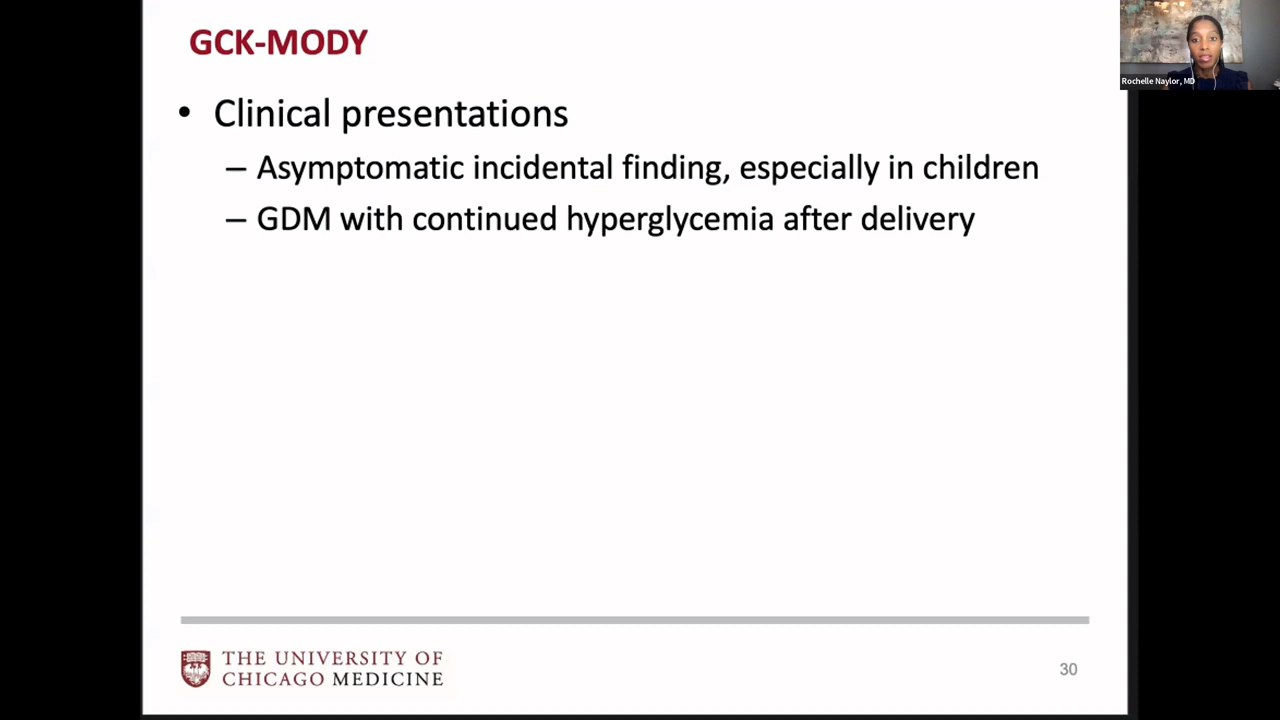 GCK-MODY
Rochelle Naylor, MD
• Clinical presentations
– Asymptomatic incidental finding, especially in children
– GDM with continued hyperglycemia after delivery
THE UNIVERSITY OF
CHICAGO MEDICINE
30